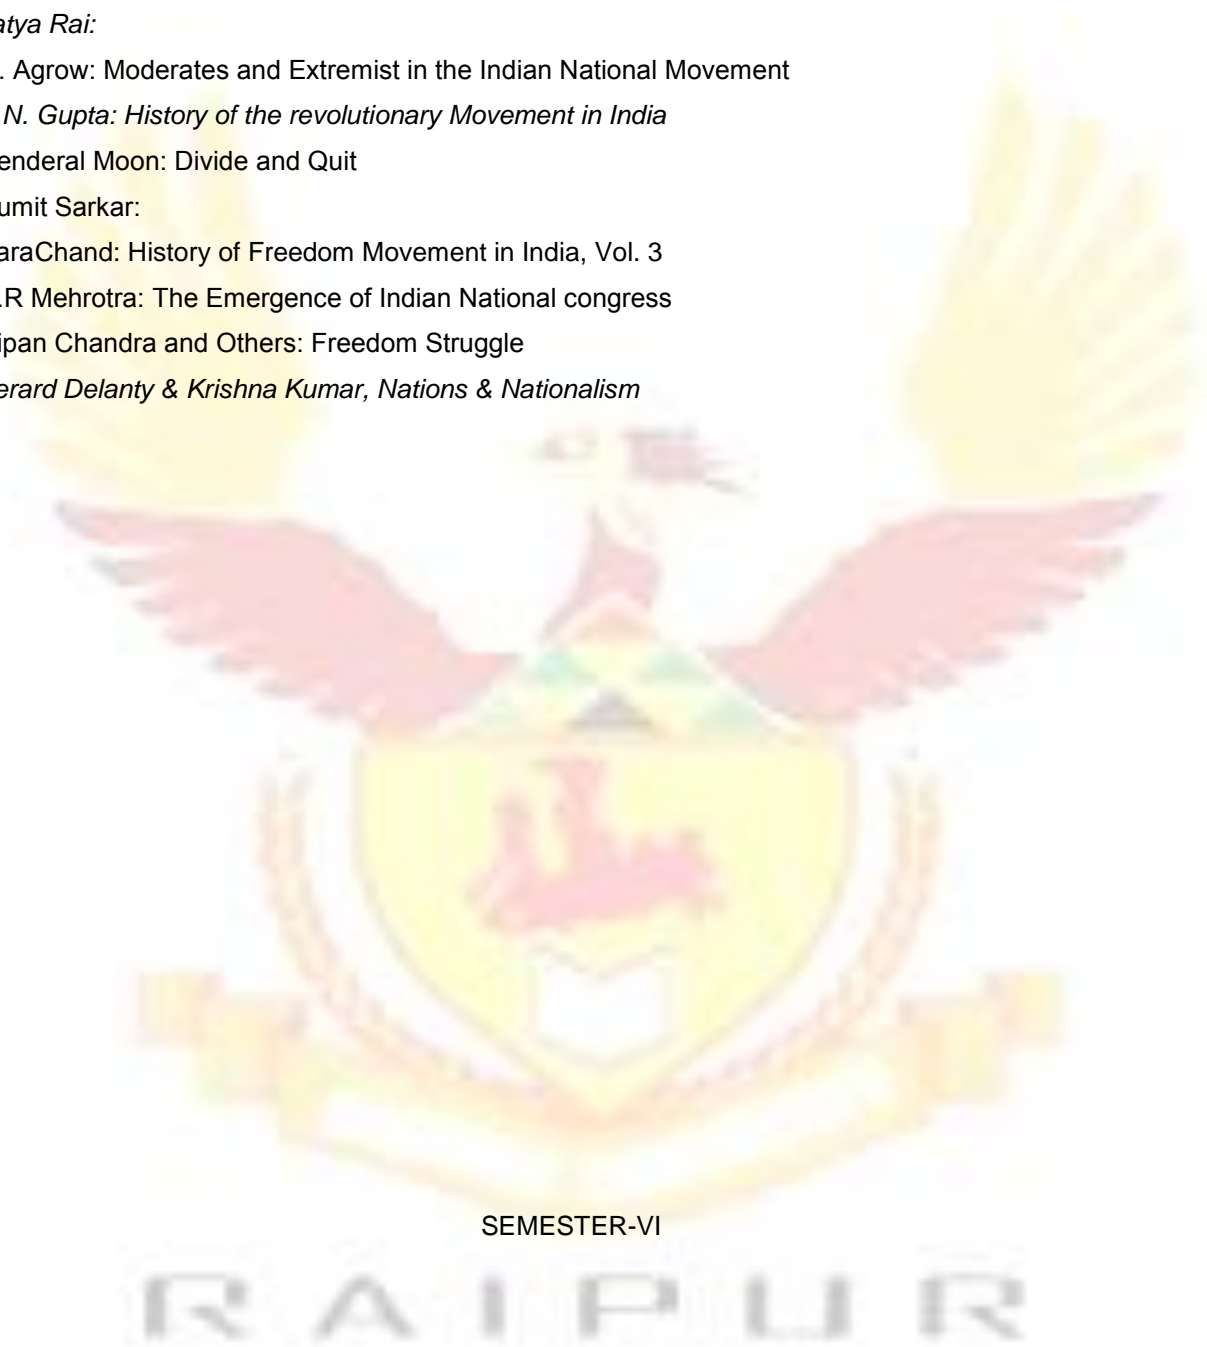 atya Rai:
. Agrow: Moderates and Extremist in the Indian National Movement
.N. Gupta: History of the revolutionary Movement in India
enderal Moon: Divide and Quit
umit Sarkar:
araChand: History of Freedom Movement in India, Vol. 3
.R Mehrotra: The Emergence of Indian National congress
ipan Chandra and Others: Freedom Struggle
erard Delanty & Krishna Kumar, Nations & Nationalism
SEMESTER-VI
RAIPUR